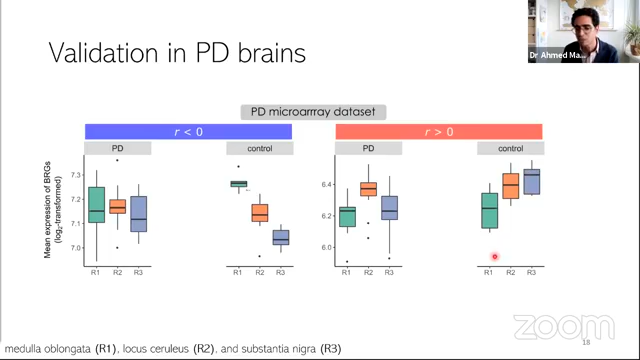 Validation in PD brains
Dr Ahmed Ma...
PD microarrray dataset
r < 0
r > 0
PD
control
PD
control
Mean expression of BRGs
(log2-transformed)
7.3
7.2
7.1
7.0
6.4
6.2
6.0
R1 R2 R3
R1 R2 R3
R1 R2 R3
R1 R2 R3
zoom
18
medulla oblongata (R1), locus ceruleus (R2), and substantia nigra (R3)